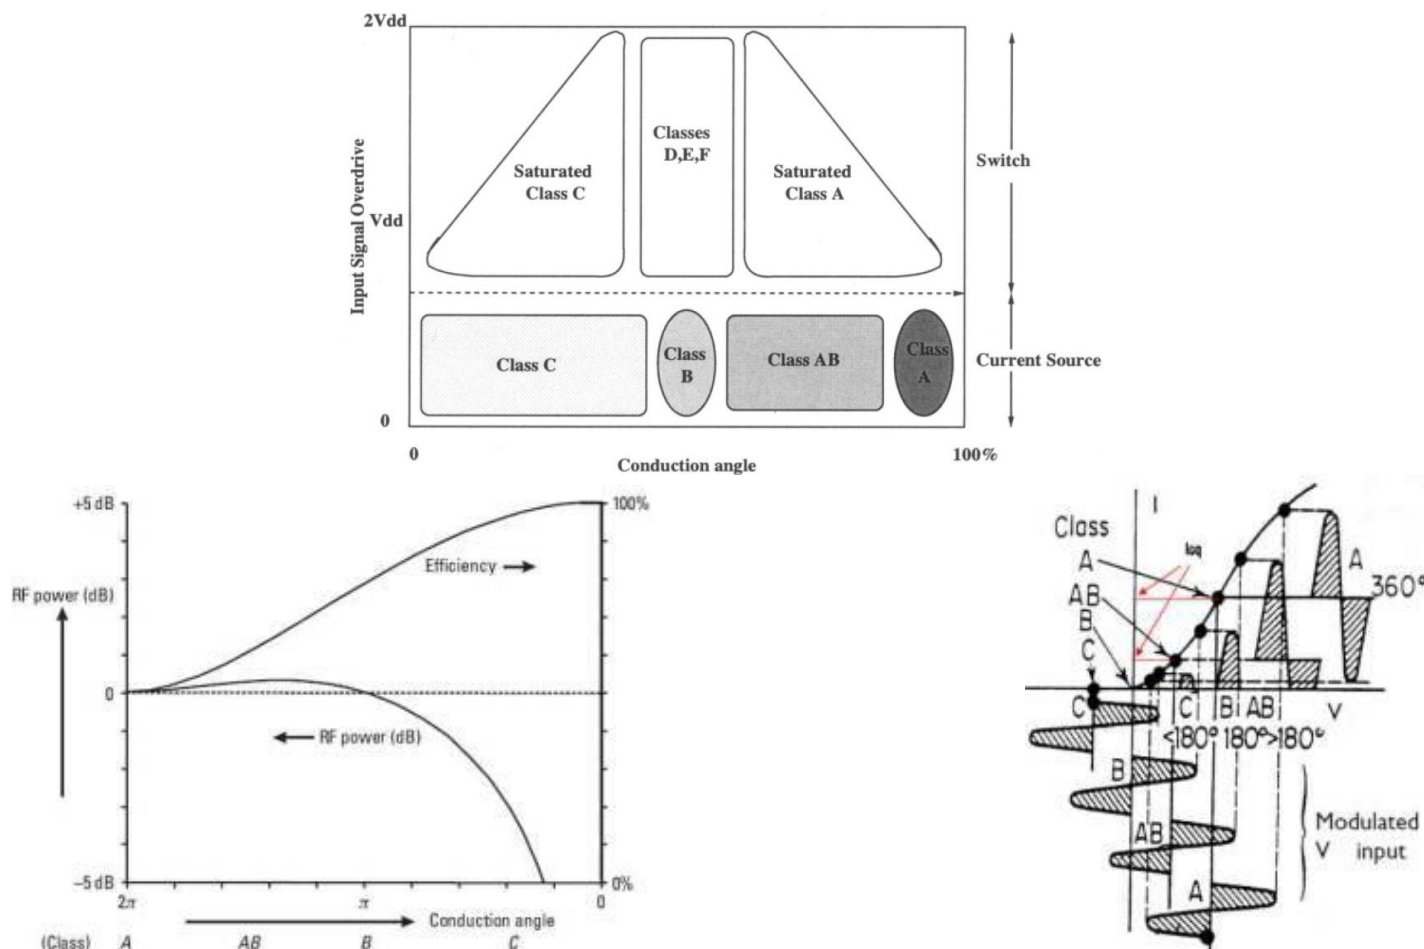 2Vdd
Input Signal Overdrive
Vdd
0
Saturated
Class C
Classes
D,E,F
Saturated
Class A
Switch
Class C
Class
B
Class AB
Class
A
Current Source
0
100%
Conduction angle
+5 dB
100%
RF power (dB)
Efficiency
0
RF power (dB)
-5 dB
0%
2π
π
0
Conduction angle
(Class)
A
AB
B
C
I
Class
A
AB
B
C
A
360°
C
C
B
AB
V
<180°
180°
>180°
B
AB
A
Modulated
V input